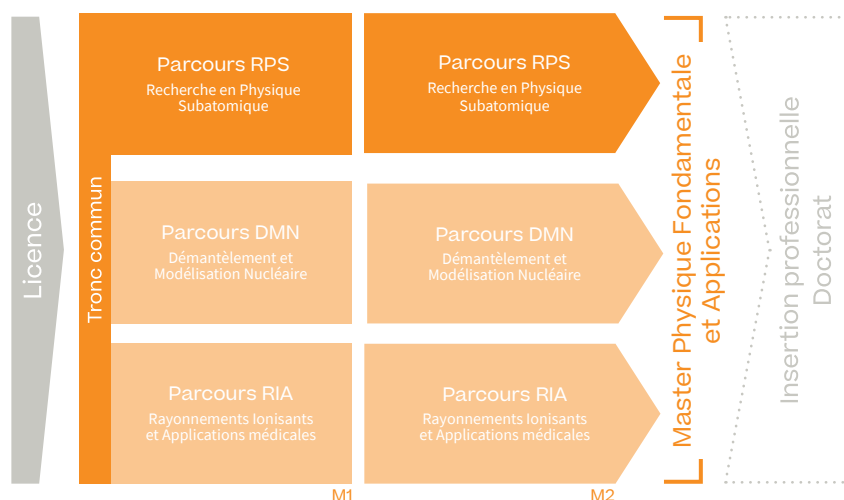 Licence
Tronc commun
Parcours RPS
Recherche en Physique
Subatomique
Parcours RPS
Recherche en Physique
Subatomique
Parcours DMN
Démantèlement et
Modélisation Nucléaire
Parcours DMN
Démantèlement et
Modélisation Nucléaire
Parcours RIA
Rayonnements Ionisants
et Applications médicales
Parcours RIA
Rayonnements Ionisants
et Applications médicales
M1
M2
Master Physique Fondamentale
et Applications
Insertion professionnelle
Doctorat